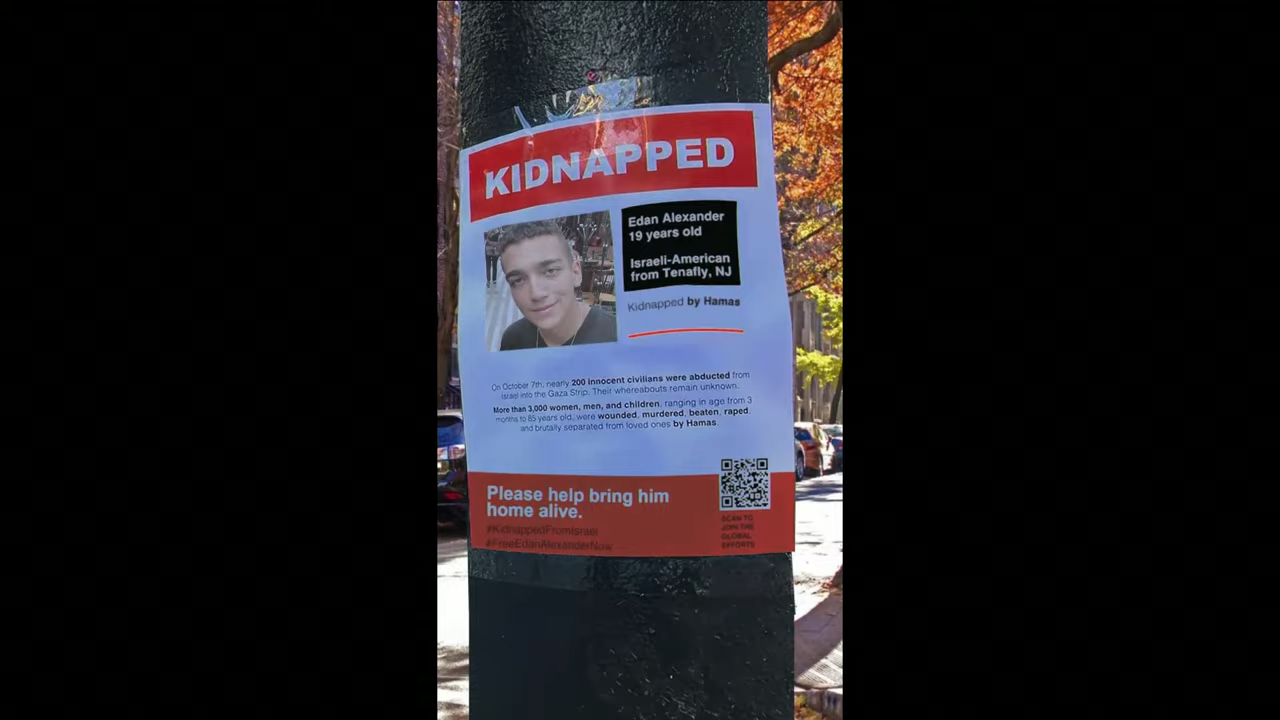 KIDNAPPED
Edan Alexander
19 years old
Israeli-American
from Tenafly, NJ
Kidnapped by Hamas
On October 7th, nearly 200 innocent civilians were abducted from
Israel into the Gaza Strip. Their whereabouts remain unknown.
More than 3,000 women, men, and children, ranging in age from 3
months to 85 years old, were wounded, murdered, beaten, raped,
and brutally separated from loved ones by Hamas.
Please help bring him
home alive.
#KidnappedFromIsrael
#FreeEdanAlexanderNow
SCAN TO
JOIN THE
GLOBAL
EFFORTS